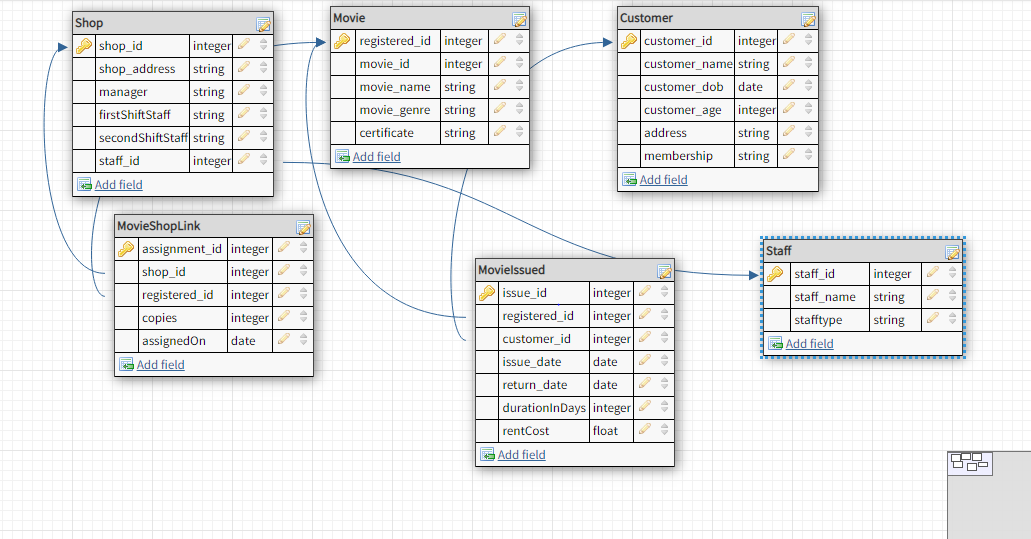 Shop
shop_id integer
shop_address string
manager string
firstShiftStaff string
secondShiftStaff string
staff_id integer
Add field
Movie
registered_id integer
movie_id integer
movie_name string
movie_genre string
certificate string
Add field
Customer
customer_id integer
customer_name string
customer_dob date
customer_age integer
address string
membership string
Add field
MovieShopLink
assignment_id integer
shop_id integer
registered_id integer
copies integer
assignedOn date
Add field
MovieIssued
issue_id integer
registered_id integer
customer_id integer
issue_date date
return_date date
durationInDays integer
rentCost float
Add field
Staff
staff_id integer
staff_name string
stafftype string
Add field